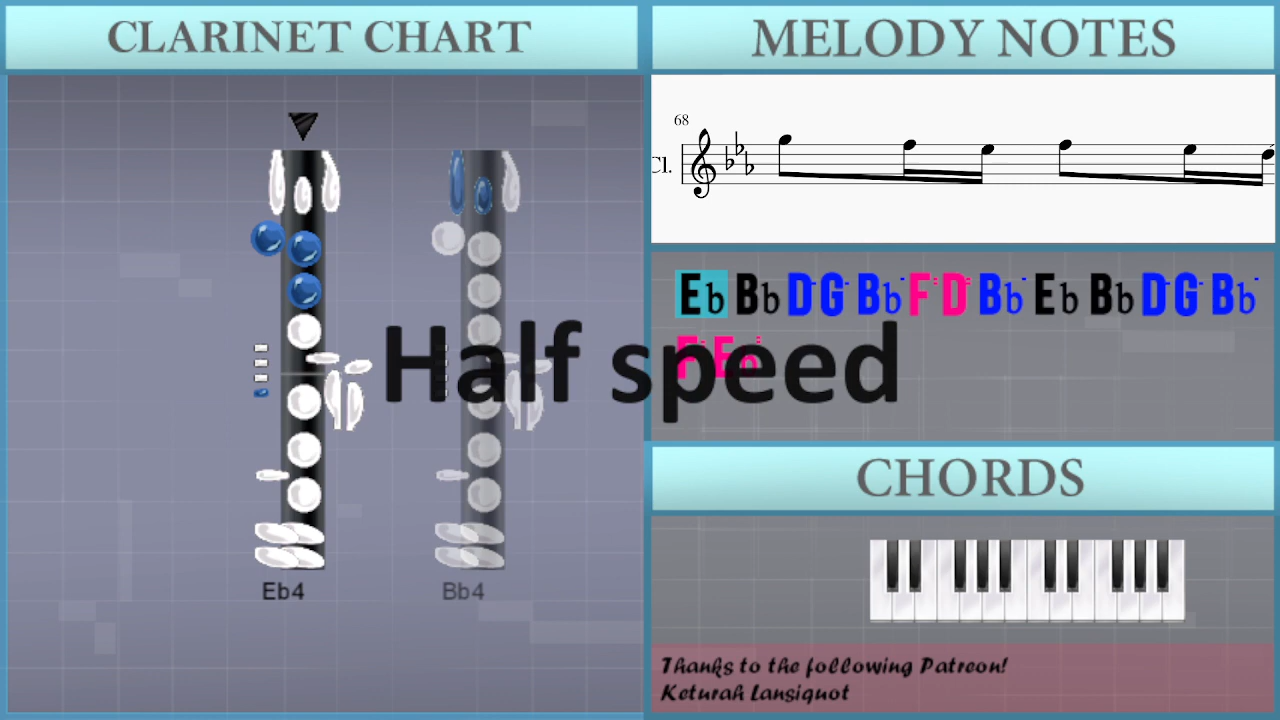 CLARINET CHART
MELODY NOTES
68
Cl.
Eb Bb D G Bb F D Bb Eb Bb D G Bb
F Eb
Half speed
Eb4
Bb4
CHORDS
Thanks to the following Patreon!
Keturah Lansiquot